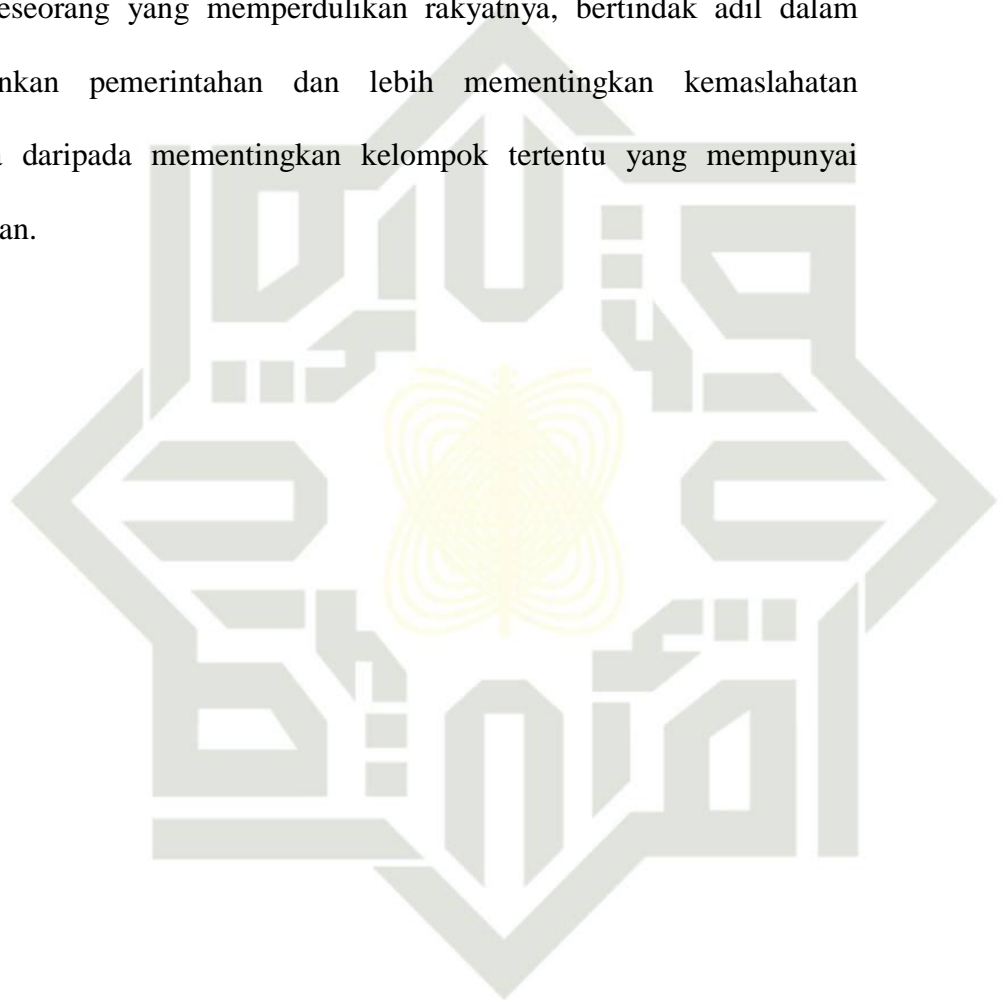 eseorang yang memperdulikan rakyatnya, bertindak adil dalam
nkan pemerintahan dan lebih mementingkan kemaslahatan
daripada mementingkan kelompok tertentu yang mempunyai
an.